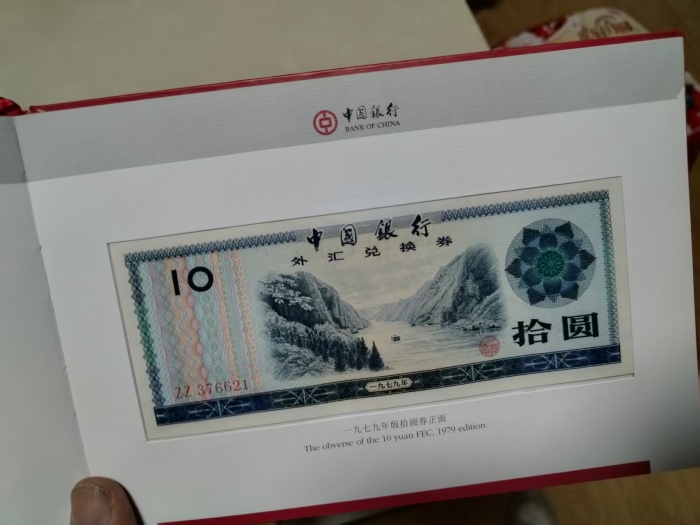 中国銀行
BANK OF CHINA
中国銀行
外汇兑换券
10
拾圆
ZZ 376621
一九七九年
一九七九年版拾圆券正面
The obverse of the 10 yuan FEC, 1979 edition.